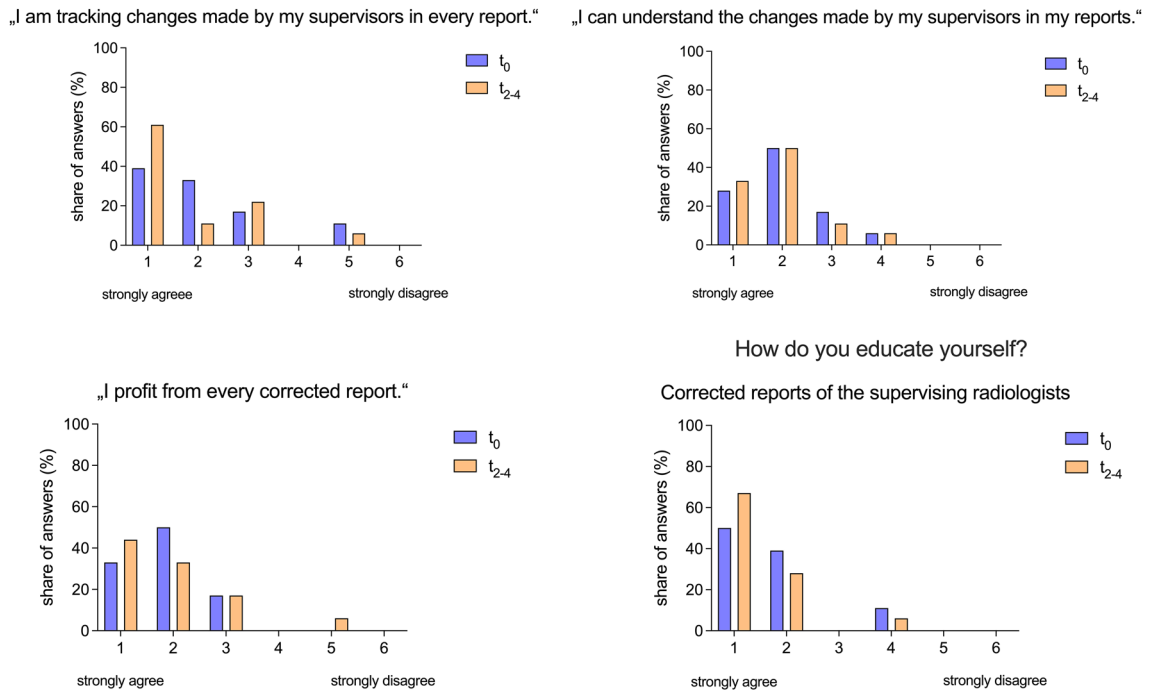 „I am tracking changes made by my supervisors in every report.“
share of answers (%)
100
80
60
40
20
0
1 2 3 4 5 6
strongly agreee strongly disagree
t0
t2-4
„I can understand the changes made by my supervisors in my reports.“
share of answers (%)
100
80
60
40
20
0
1 2 3 4 5 6
strongly agree strongly disagree
t0
t2-4
„I profit from every corrected report.“
share of answers (%)
100
80
60
40
20
0
1 2 3 4 5 6
strongly agree strongly disagree
t0
t2-4
How do you educate yourself?
Corrected reports of the supervising radiologists
share of answers (%)
100
80
60
40
20
0
1 2 3 4 5 6
strongly agree strongly disagree
t0
t2-4